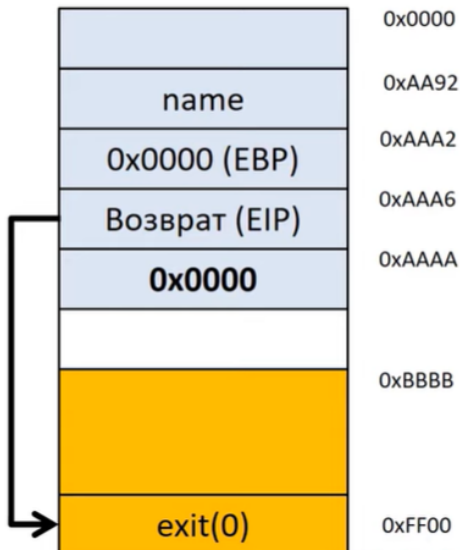 0x0000
0xAA92
name
0xAAA2
0x0000 (EBP)
0xAAA6
Возврат (EIP)
0xAAAA
0x0000
0xBBBB
exit(0)
0xFF00